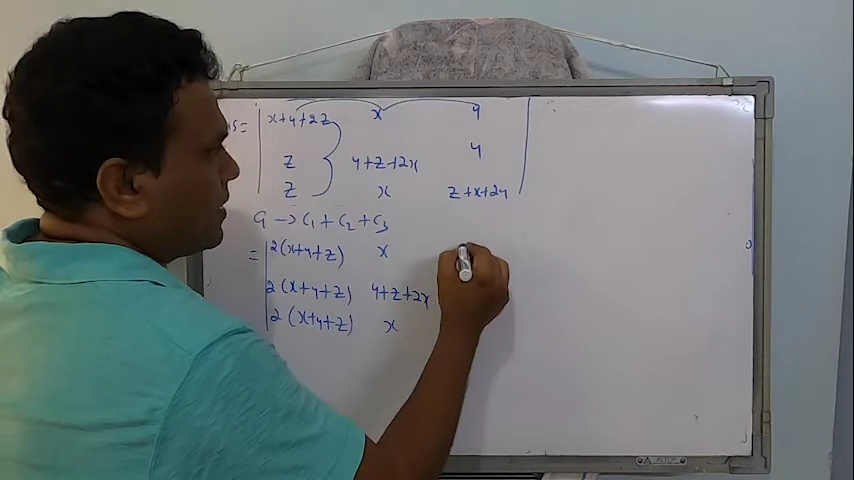 = | x+y+2z x y |
z y+z+2x y
z x z+x+2y
C1 → C1 + C2 + C3
= | 2(x+y+z) x
2(x+y+z) y+z+2x
2(x+y+z) x